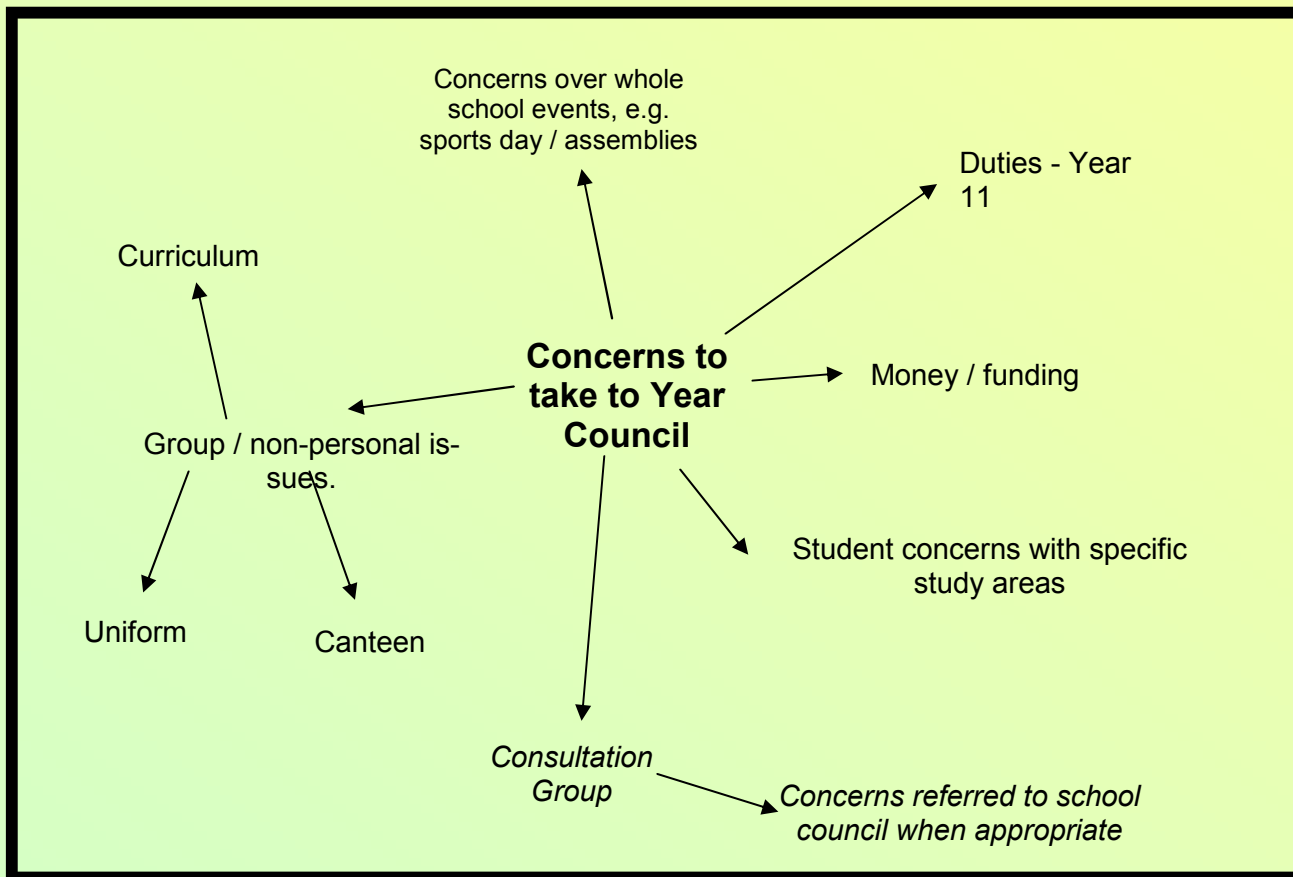 Concerns over whole
school events, e.g.
sports day / assemblies
Duties - Year
11
Curriculum
Concerns to
take to Year
Council
Money / funding
Group / non-personal is-
sues.
Student concerns with specific
study areas
Uniform
Canteen
Consultation
Group
Concerns referred to school
council when appropriate